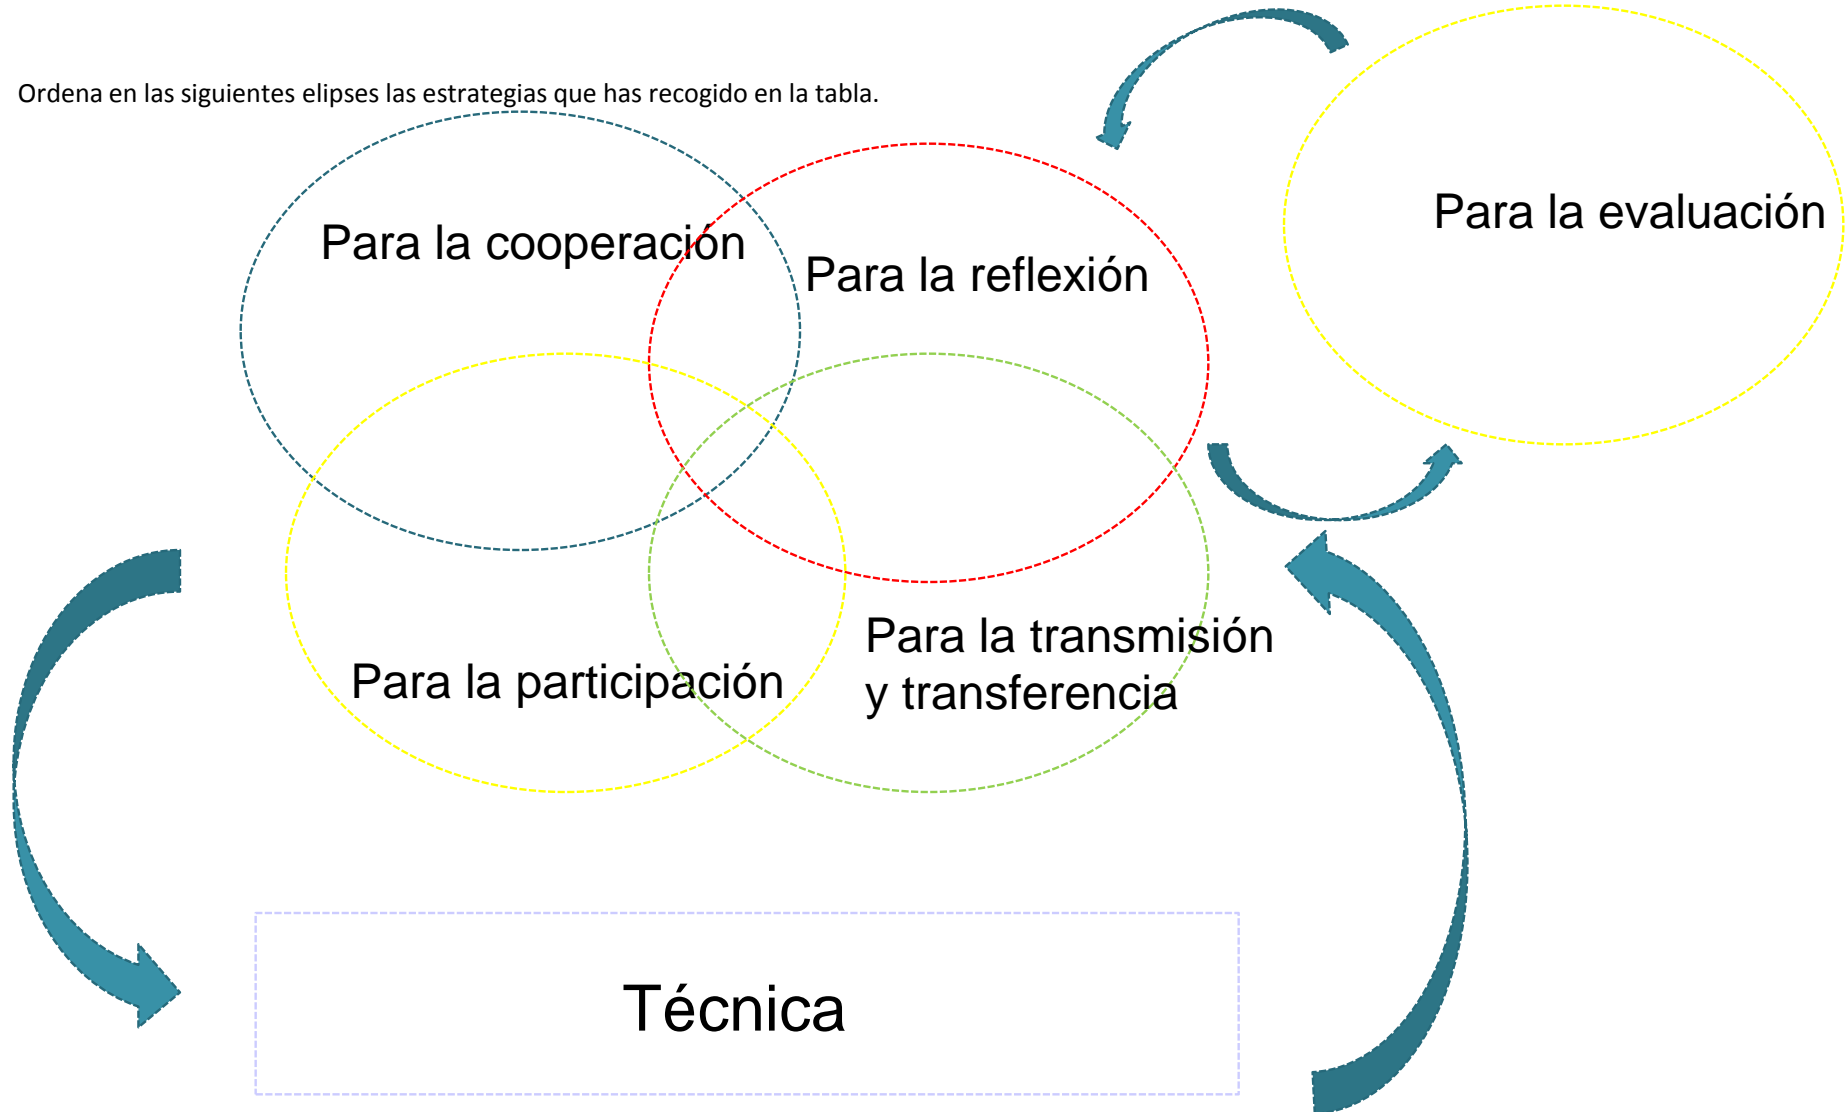 Ordena en las siguientes elipses las estrategias que has recogido en la tabla.
Para la cooperación
Para la reflexión
Para la evaluación
Para la participación
Para la transmisión
y transferencia
Técnica